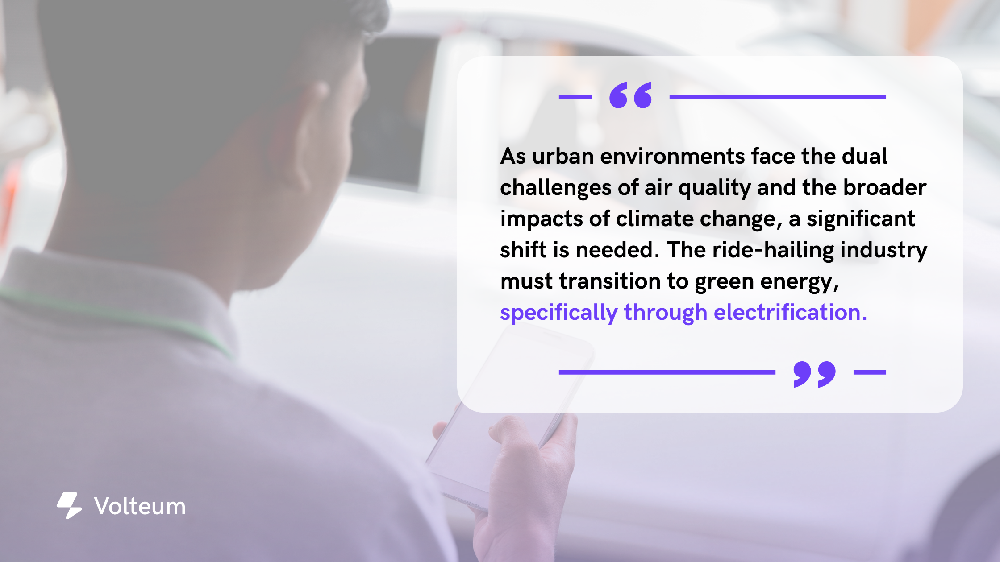 “
As urban environments face the dual
challenges of air quality and the broader
impacts of climate change, a significant
shift is needed. The ride-hailing industry
must transition to green energy,
specifically through electrification.
”
Volteum